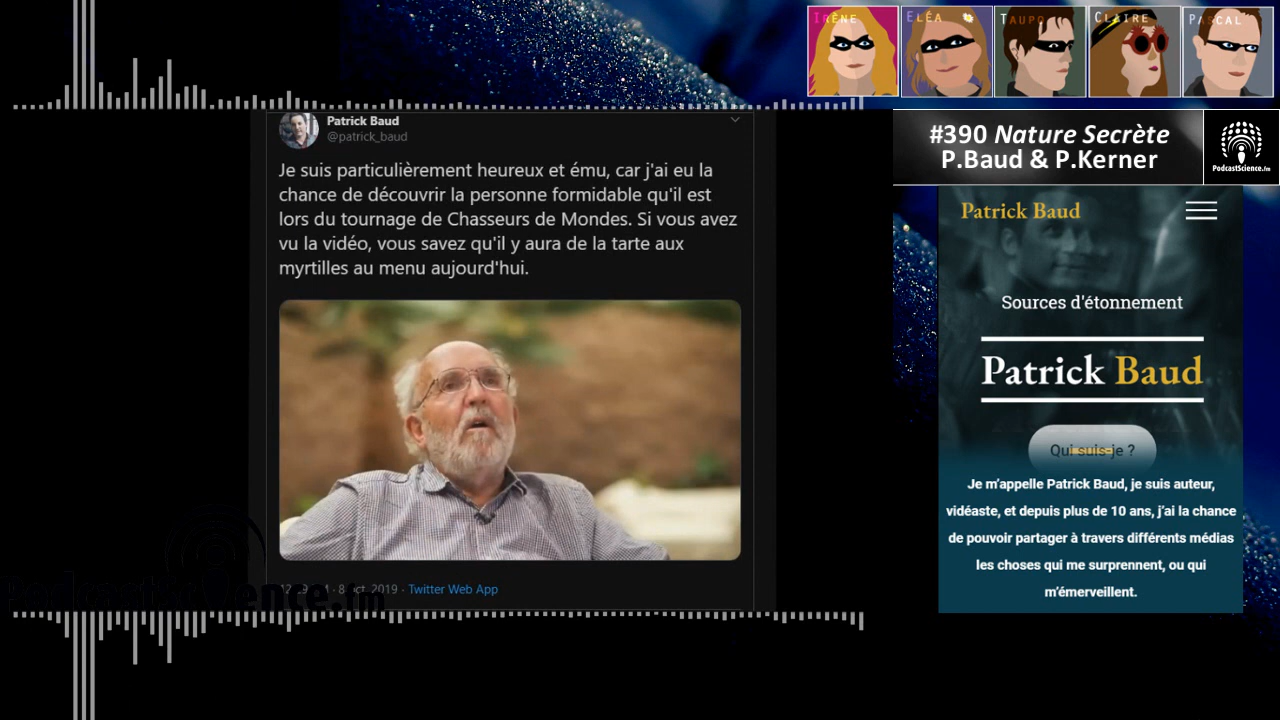 IRÈNE
ELÉA
TAUPO
CLAIRE
PASCAL
#390 Nature Secrète
P.Baud & P.Kerner
PodcastScience.fm
Patrick Baud
@patrick_baud
Je suis particulièrement heureux et ému, car j'ai eu la
chance de découvrir la personne formidable qu'il est
lors du tournage de Chasseurs de Mondes. Si vous avez
vu la vidéo, vous savez qu'il y aura de la tarte aux
myrtilles au menu aujourd'hui.
8 oct. 2019 · Twitter Web App
PodcastScience.fm
Patrick Baud
Sources d'étonnement
Patrick Baud
Qui suis-je ?
Je m'appelle Patrick Baud, je suis auteur,
vidéaste, et depuis plus de 10 ans, j'ai la chance
de pouvoir partager à travers différents médias
les choses qui me surprennent, ou qui
m'émerveillent.